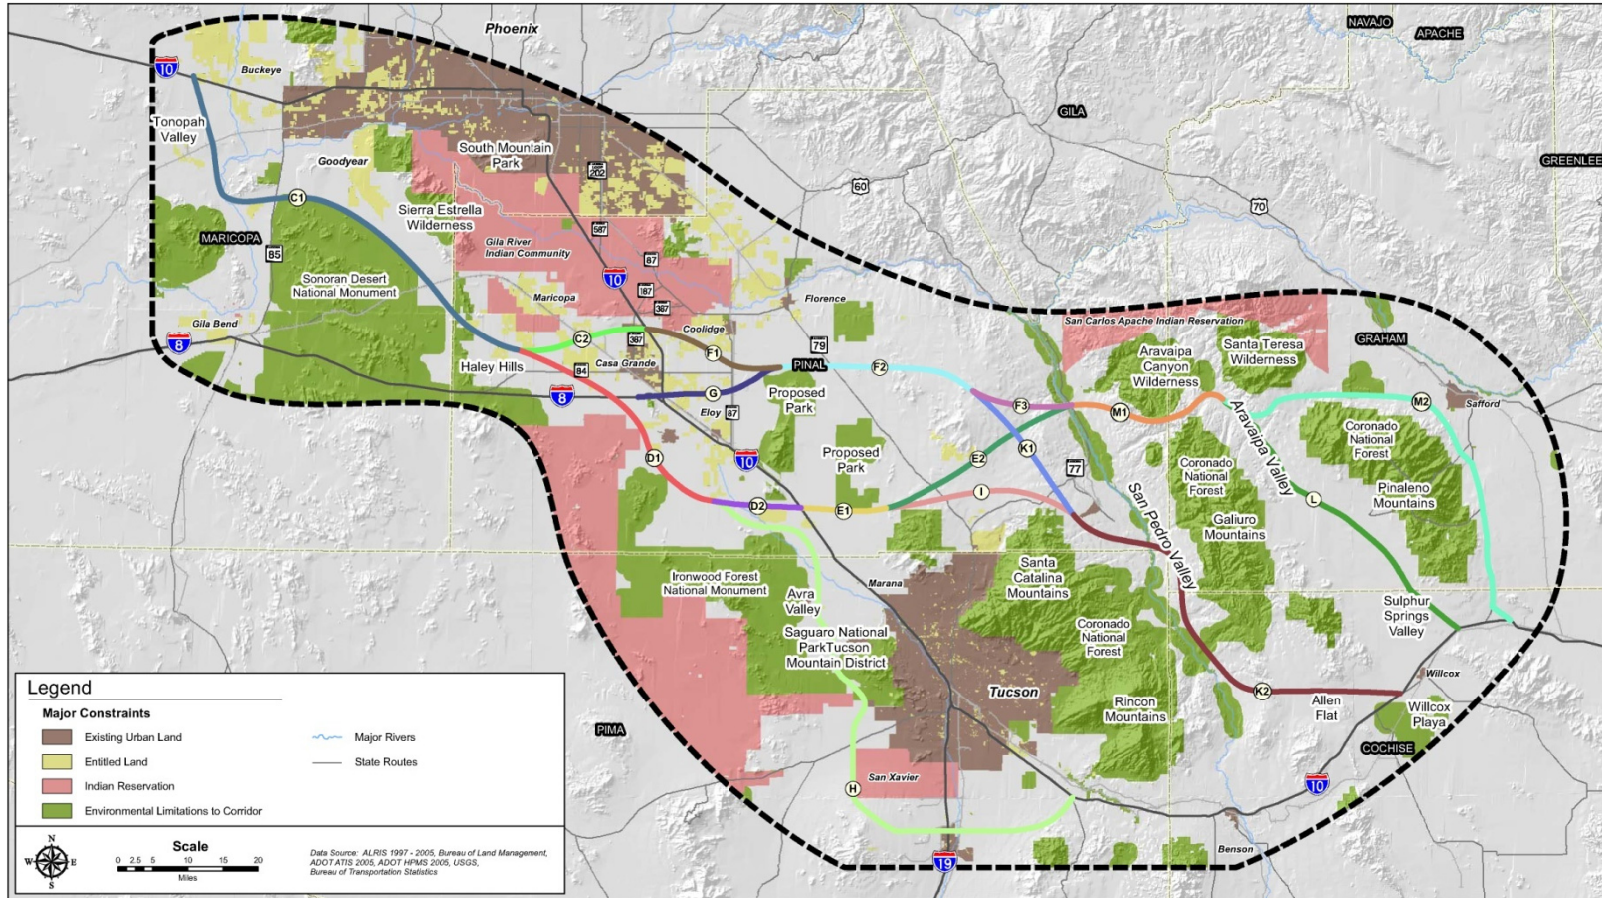 Phoenix
NAVAJO
APACHE
10
Buckeye
GILA
Tonopah
Valley
Goodyear
South Mountain
Park
202
GREENLEE
60
70
C1
Sierra Estrella
Wilderness
587
MARICOPA
85
Gila River
Indian Community
87
10
Sonoran Desert
National Monument
187
387
Maricopa
Florence
San Carlos Apache Indian Reservation
Gila Bend
8
C2
387
Coolidge
79
GRAHAM
Santa Teresa
Wilderness
Aravaipa
Canyon
Wilderness
Haley Hills
84
Casa Grande
F1
PINAL
F2
8
G
Proposed
Park
Eloy
87
F3
M1
M2
Safford
Aravaipa Valley
Coronado
National
Forest
D1
10
Proposed
Park
E2
K1
77
Coronado
National
Forest
Pinaleno
Mountains
San Pedro Valley
I
L
D2
E1
Galiuro
Mountains
Ironwood Forest
National Monument
Marana
Santa
Catalina
Mountains
Avra
Valley
Saguaro National
ParkTucson
Mountain District
Coronado
National
Forest
Sulphur
Springs
Valley
Willcox
Tucson
K2
Rincon
Mountains
Allen
Flat
Willcox
Playa
PIMA
COCHISE
San Xavier
H
10
Benson
19
Legend
Major Constraints
Existing Urban Land
Entitled Land
Indian Reservation
Environmental Limitations to Corridor
Major Rivers
State Routes
N
W E
S
Scale
0 2.5 5 10 15 20
Miles
Data Source: ALRIS 1997 - 2005, Bureau of Land Management,
ADOT ATIS 2005, ADOT HPMS 2005, USGS,
Bureau of Transportation Statistics